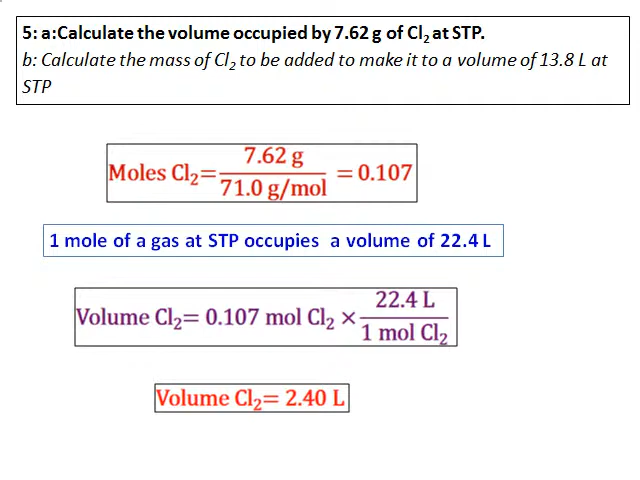 5: a:Calculate the volume occupied by 7.62 g of Cl₂ at STP.
b: Calculate the mass of Cl₂ to be added to make it to a volume of 13.8 L at
STP
Moles Cl₂= 7.62 g / 71.0 g/mol = 0.107
1 mole of a gas at STP occupies a volume of 22.4 L
Volume Cl₂= 0.107 mol Cl₂ × 22.4 L / 1 mol Cl₂
Volume Cl₂= 2.40 L